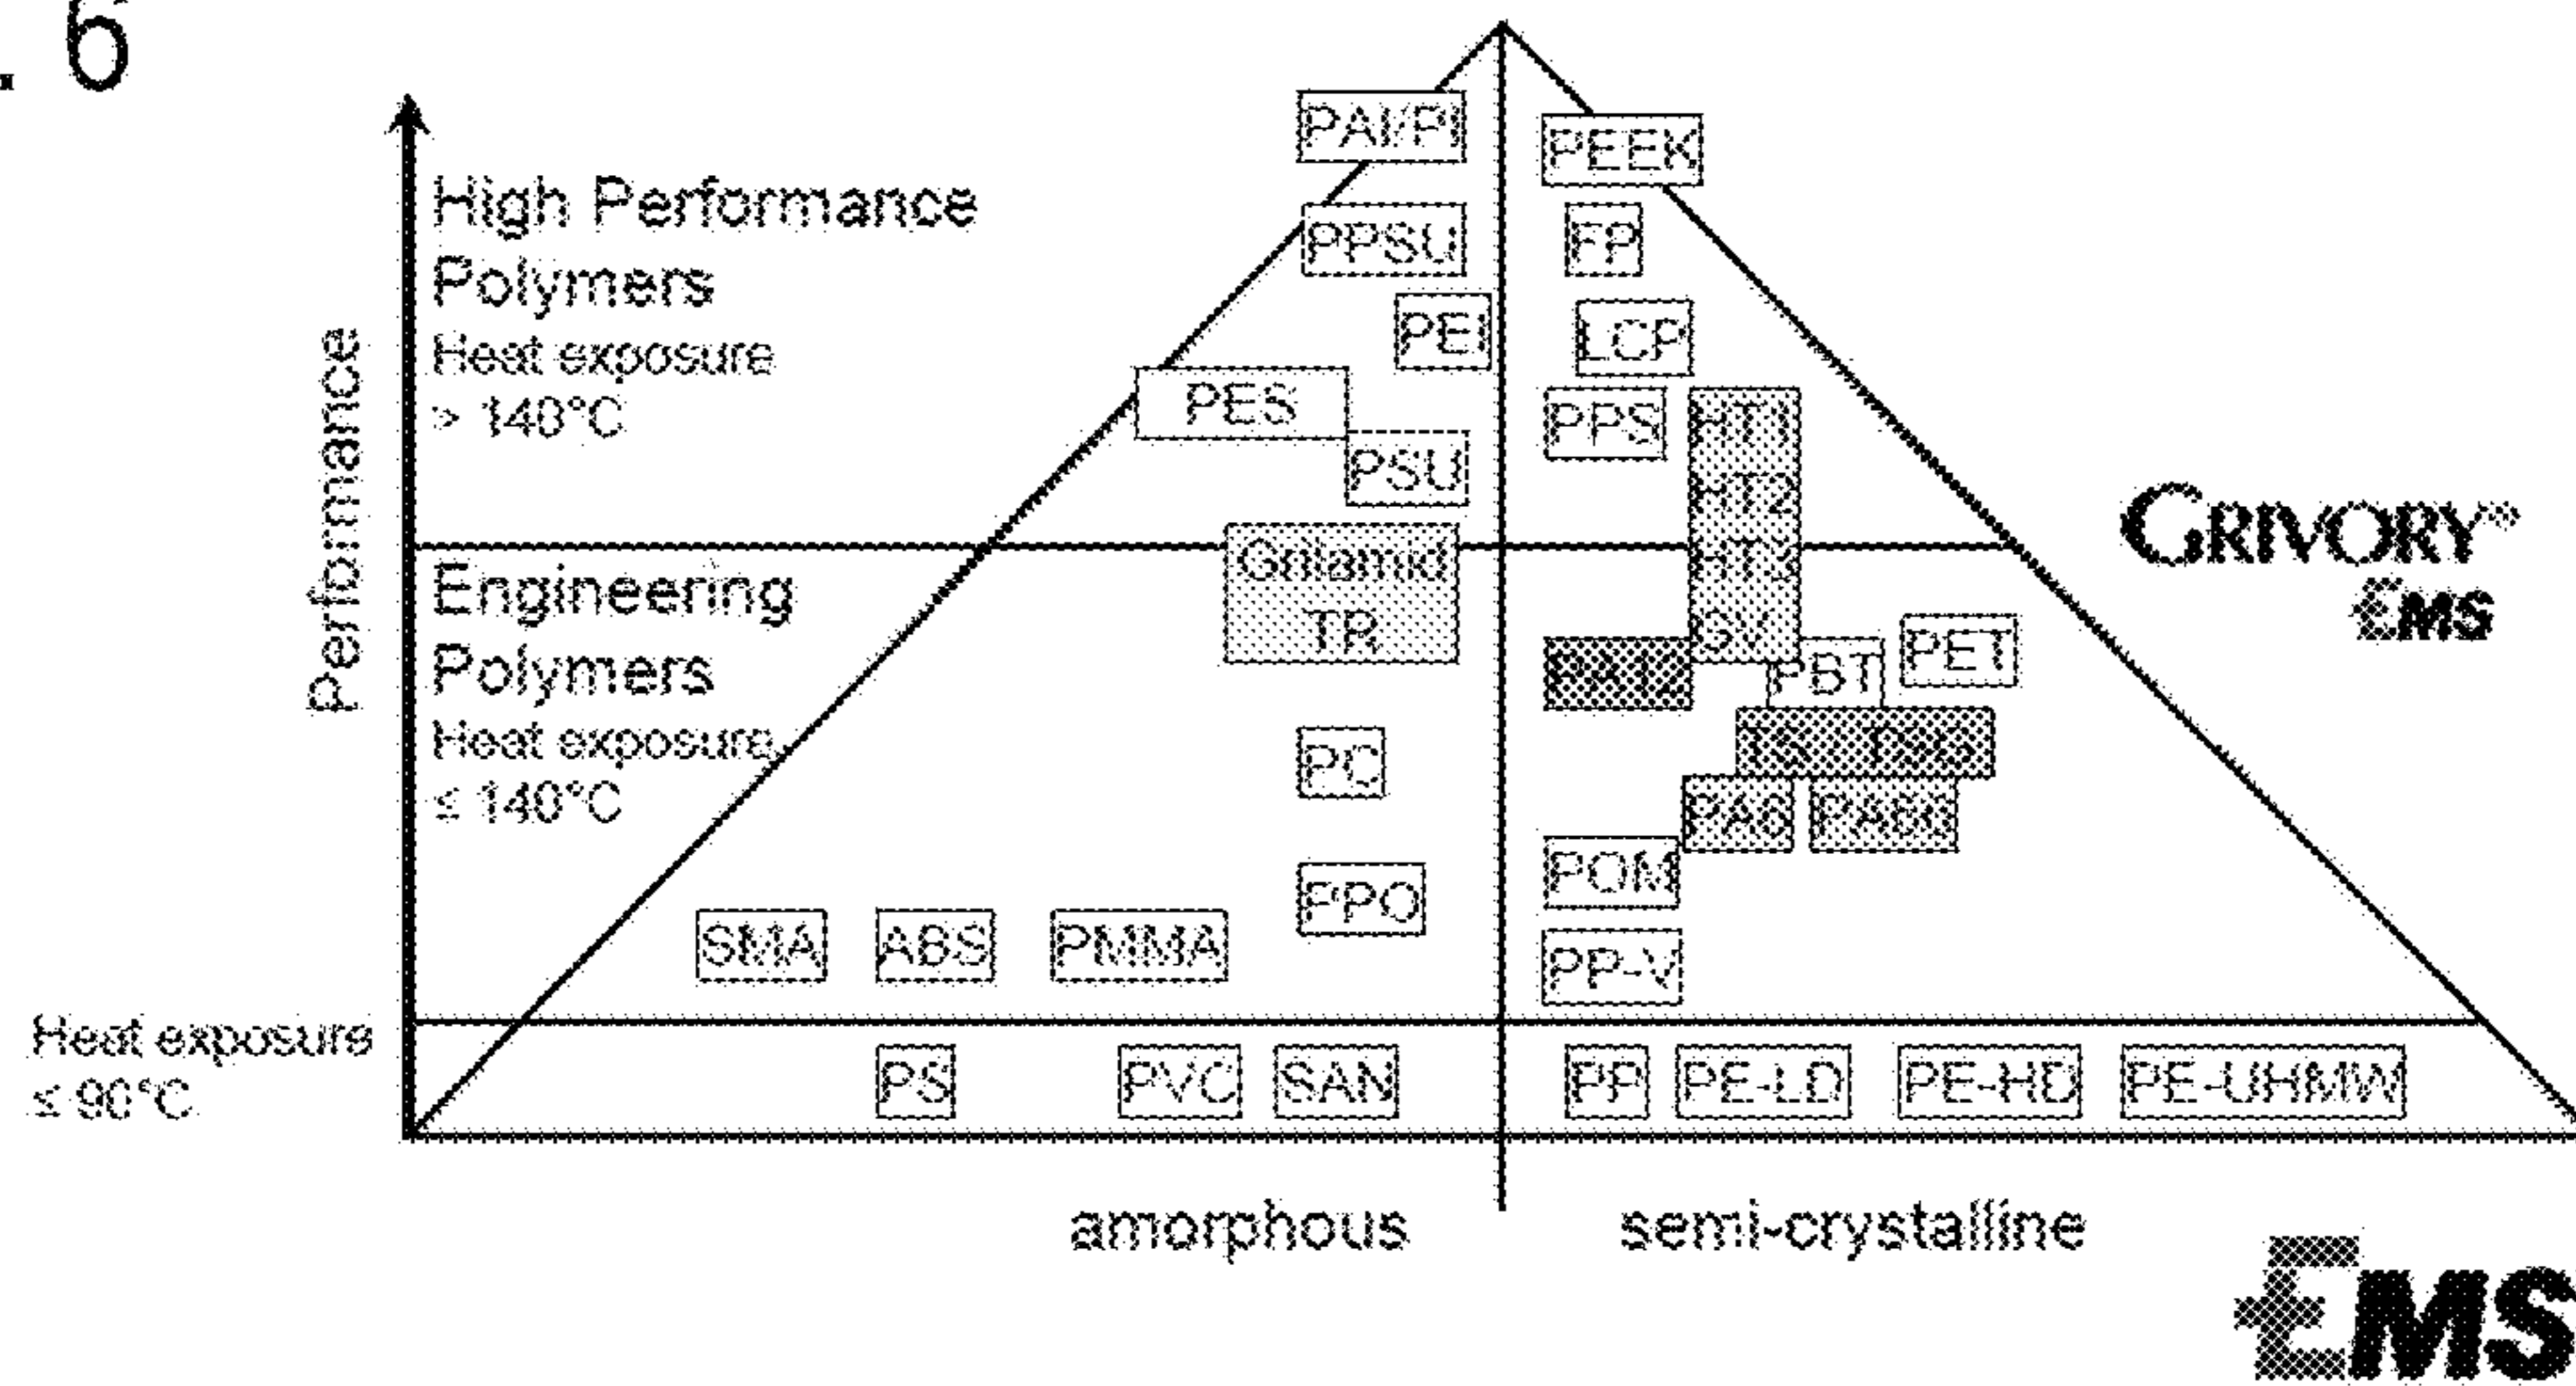 . 6
High Performance
Polymers
Heat exposure
> 140°C
Engineering
Polymers
Heat exposure
≤ 140°C
Heat exposure
≤ 90°C
Performance
PAI/PI
PPSU
PEI
PES
PSU
Grilamid
TR
PC
PPO
SMA
ABS
PMMA
PS
PVC
SAN
PEEK
FP
LCP
PPS
HT1
HT2
HT3
GV
PA12
PBT
PET
PA6
PA66
POM
PP-V
PP
PE-LD
PE-HD
PE-UHMW
amorphous
semi-crystalline
GRIVORY®
EMS
EMS